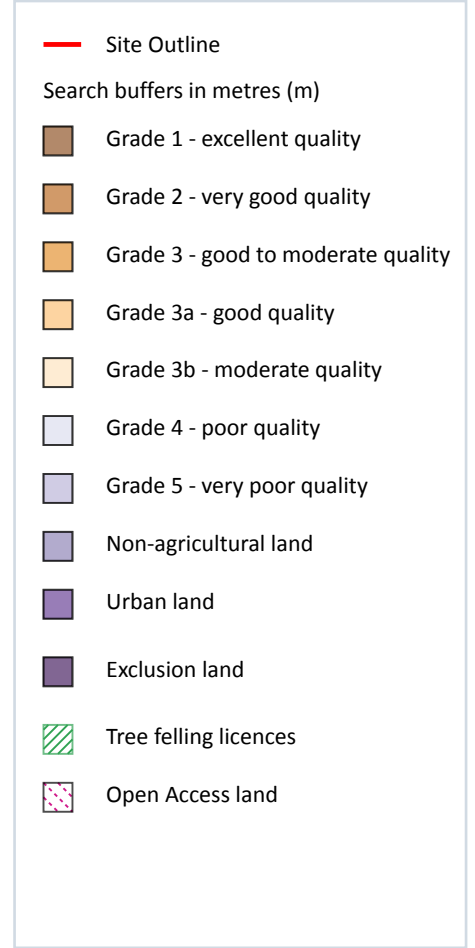 Site Outline
Search buffers in metres (m)
Grade 1 - excellent quality
Grade 2 - very good quality
Grade 3 - good to moderate quality
Grade 3a - good quality
Grade 3b - moderate quality
Grade 4 - poor quality
Grade 5 - very poor quality
Non-agricultural land
Urban land
Exclusion land
Tree felling licences
Open Access land